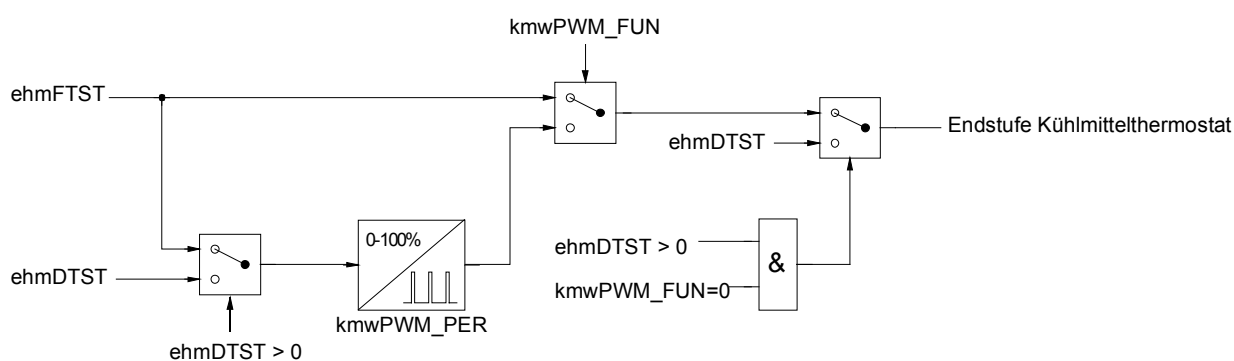 kmwPWM_FUN
ehmFTST
Endstufe Kühlmittelthermostat
ehmDTST
0-100%
ehmDTST > 0
&
ehmDTST
kmwPWM_FUN=0
kmwPWM_PER
ehmDTST > 0